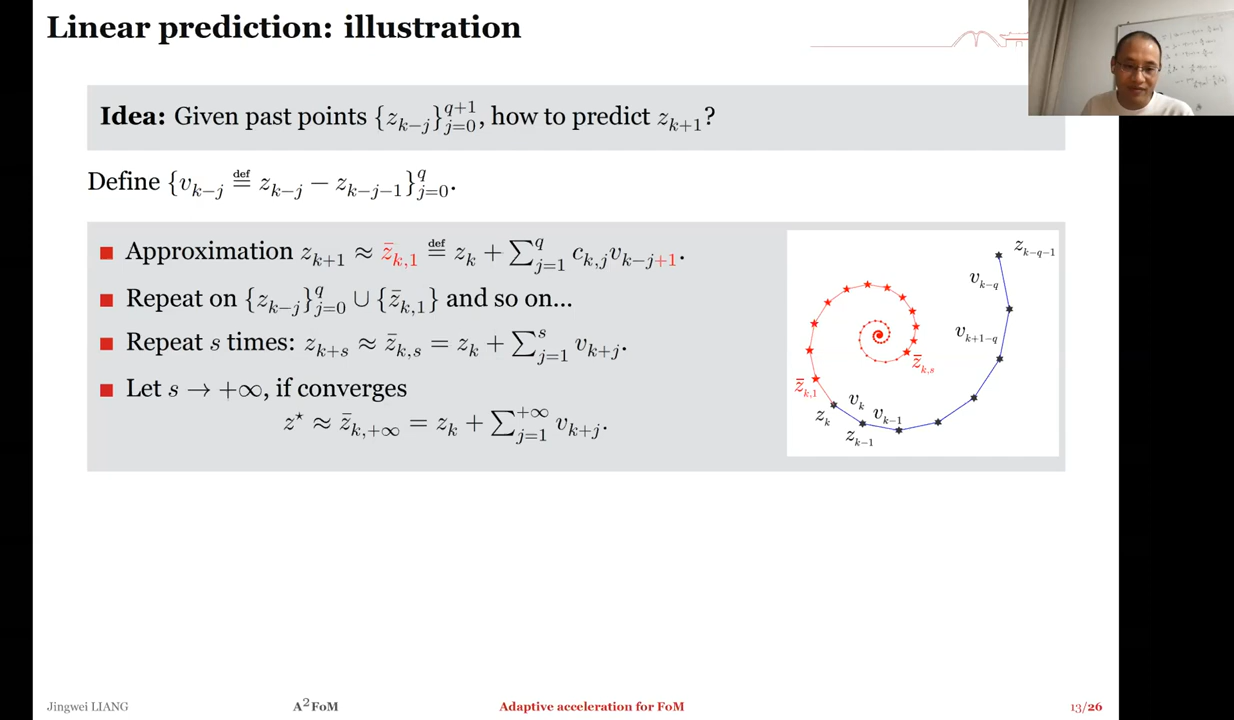 Linear prediction: illustration
Idea: Given past points {z_{k−j}}_{j=0}^{q+1}, how to predict z_{k+1}?
Define {v_{k−j} ≝ z_{k−j} − z_{k−j−1}}_{j=0}^{q}.
■ Approximation z_{k+1} ≈ z̄_{k,1} ≝ z_k + ∑_{j=1}^{q} c_{k,j}v_{k−j+1}.
■ Repeat on {z_{k−j}}_{j=0}^{q} ∪ {z̄_{k,1}} and so on...
■ Repeat s times: z_{k+s} ≈ z̄_{k,s} = z_k + ∑_{j=1}^{s} v_{k+j}.
■ Let s → +∞, if converges
z^⋆ ≈ z̄_{k,+∞} = z_k + ∑_{j=1}^{+∞} v_{k+j}.
z_{k−q−1}
v_{k−q}
v_{k+1−q}
z̄_{k,s}
z̄_{k,1}
v_k
z_k
v_{k−1}
z_{k−1}
Jingwei LIANG A²FoM Adaptive acceleration for FoM 13/26